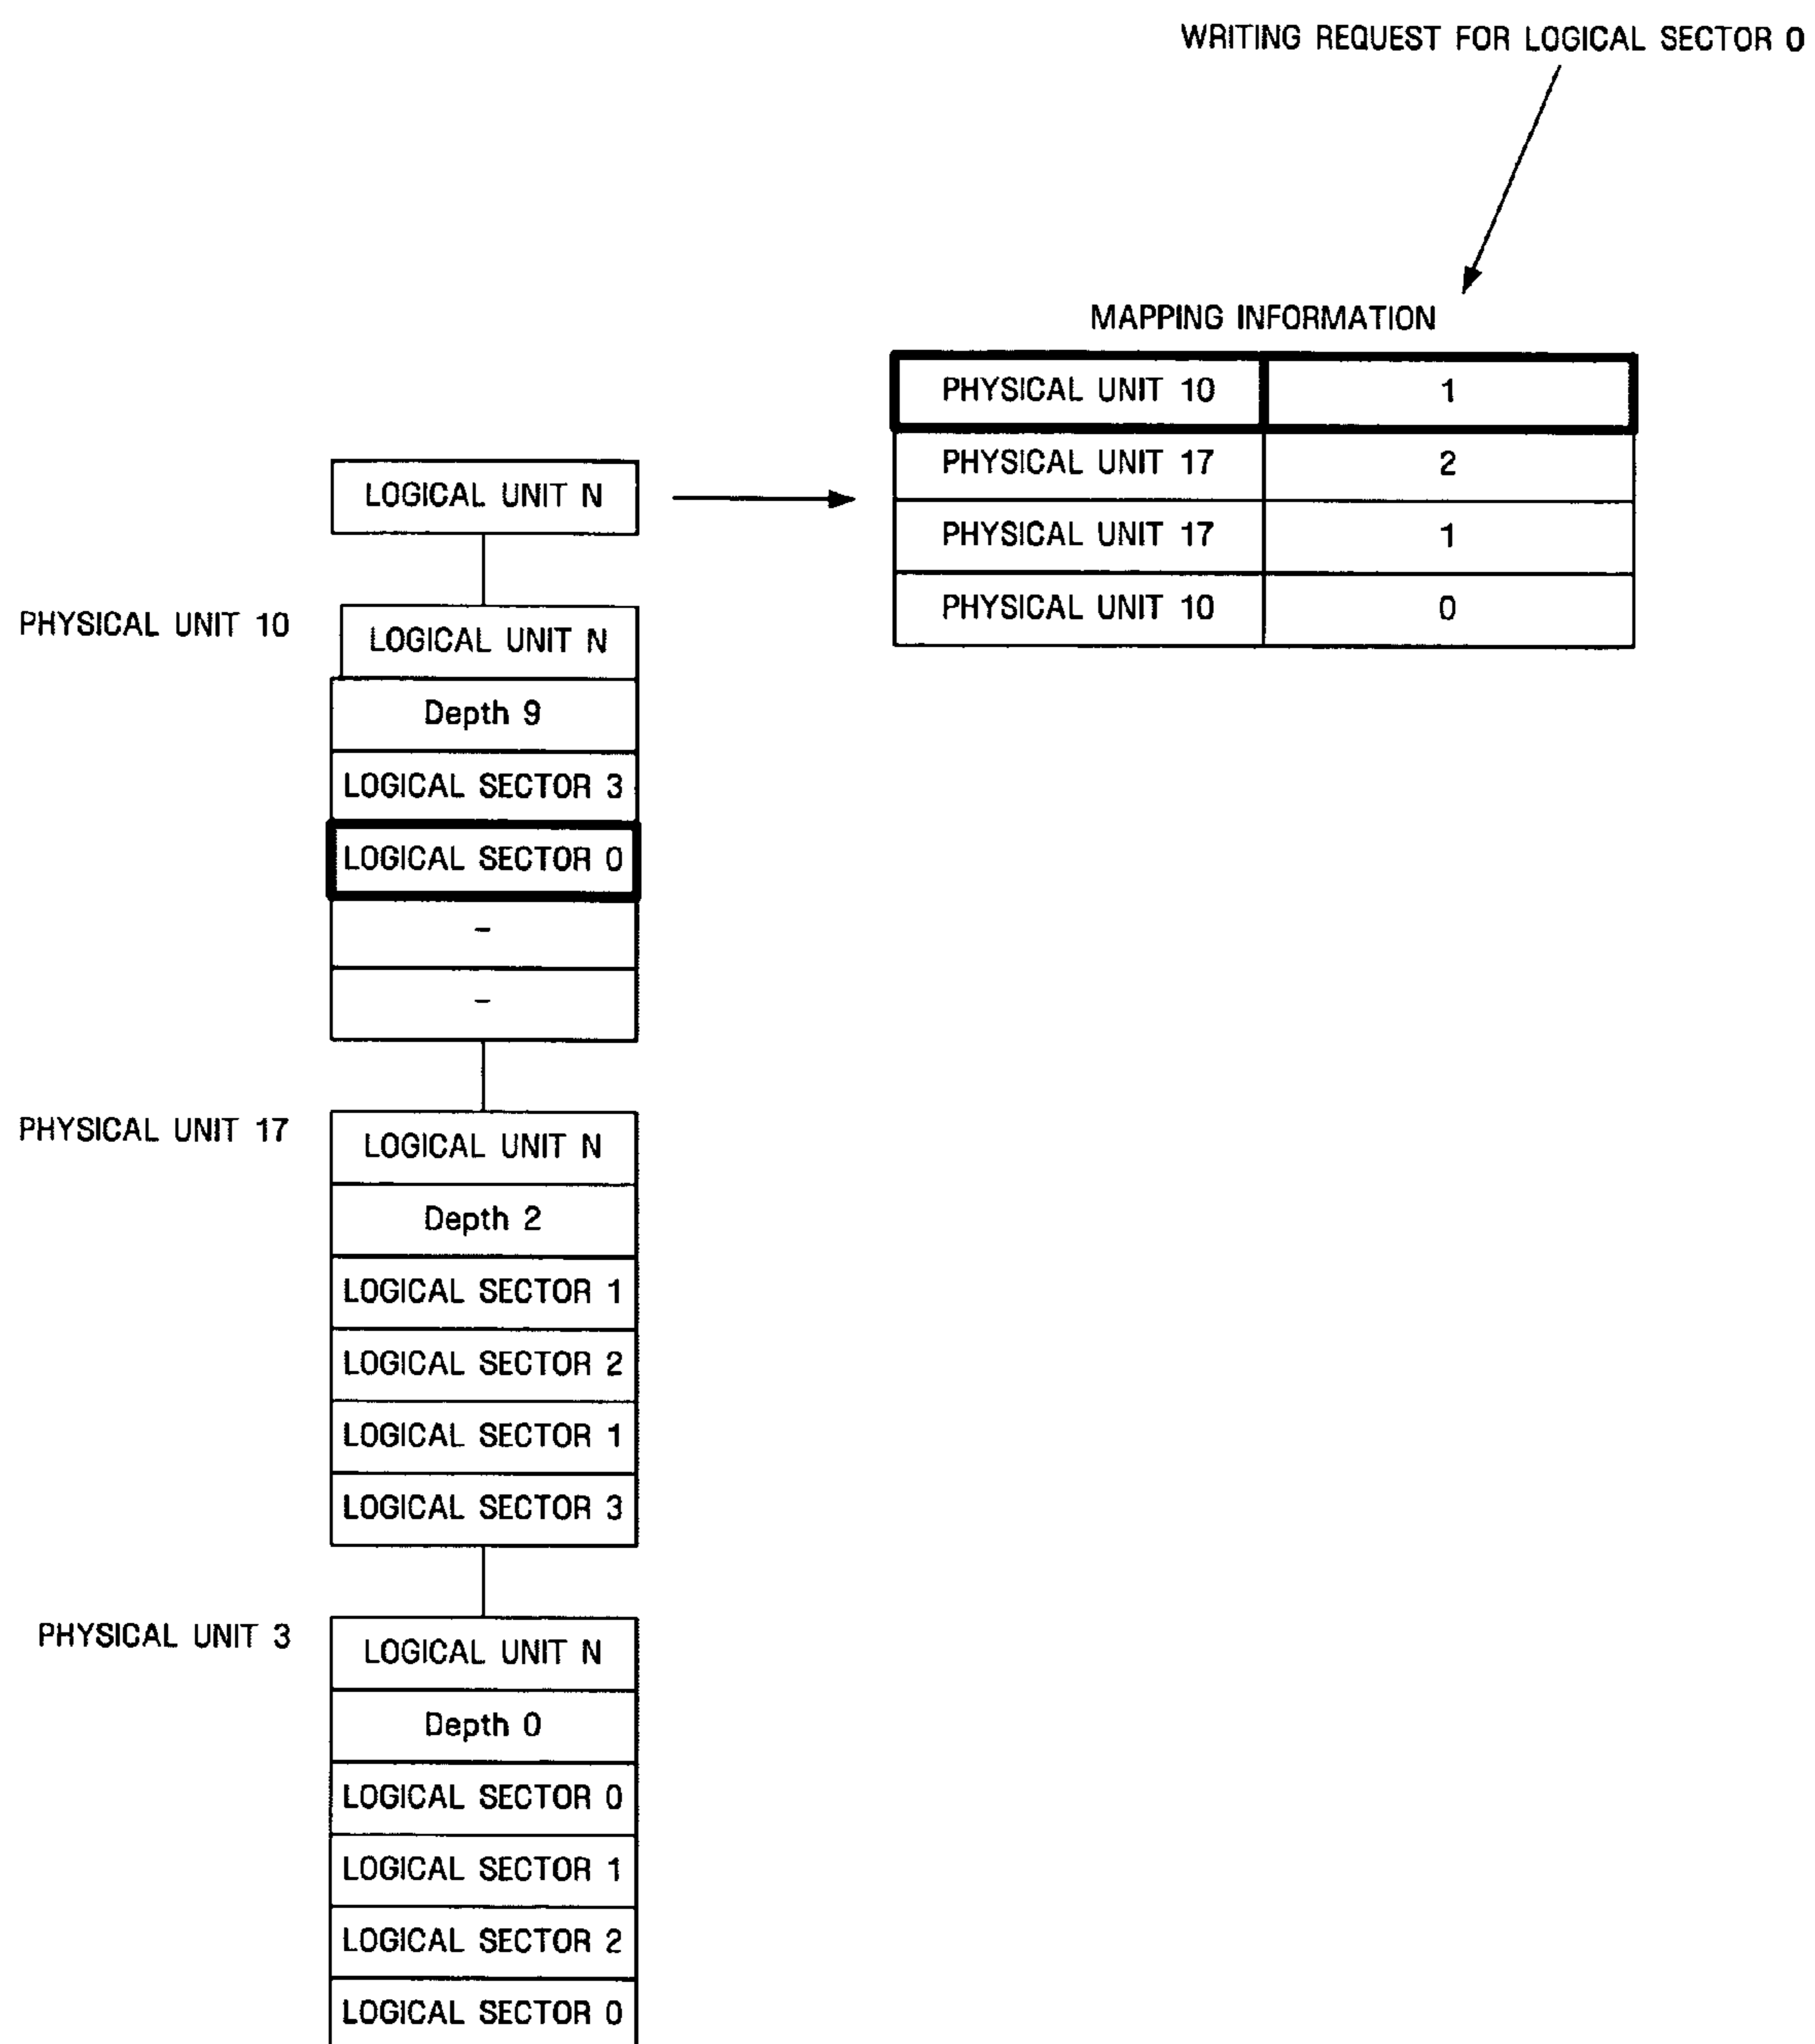 WRITING REQUEST FOR LOGICAL SECTOR 0
MAPPING INFORMATION
PHYSICAL UNIT 10 1
PHYSICAL UNIT 17 2
PHYSICAL UNIT 17 1
PHYSICAL UNIT 10 0
LOGICAL UNIT N
PHYSICAL UNIT 10
LOGICAL UNIT N
Depth 9
LOGICAL SECTOR 3
LOGICAL SECTOR 0
-
-
PHYSICAL UNIT 17
LOGICAL UNIT N
Depth 2
LOGICAL SECTOR 1
LOGICAL SECTOR 2
LOGICAL SECTOR 1
LOGICAL SECTOR 3
PHYSICAL UNIT 3
LOGICAL UNIT N
Depth 0
LOGICAL SECTOR 0
LOGICAL SECTOR 1
LOGICAL SECTOR 2
LOGICAL SECTOR 0